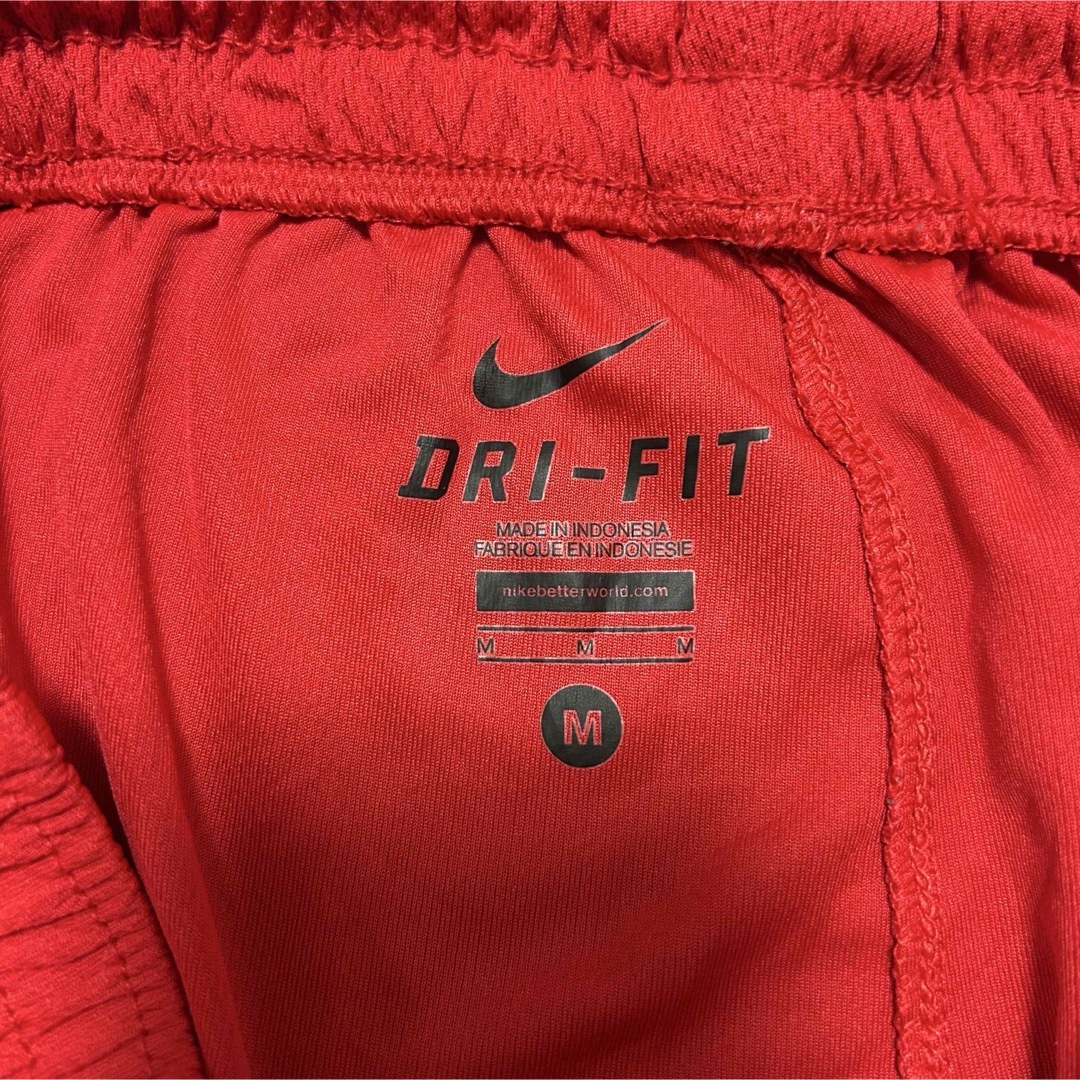 DRI-FIT
MADE IN INDONESIA
FABRIQUE EN INDONESIE
nikebetterworld.com
M M M
M